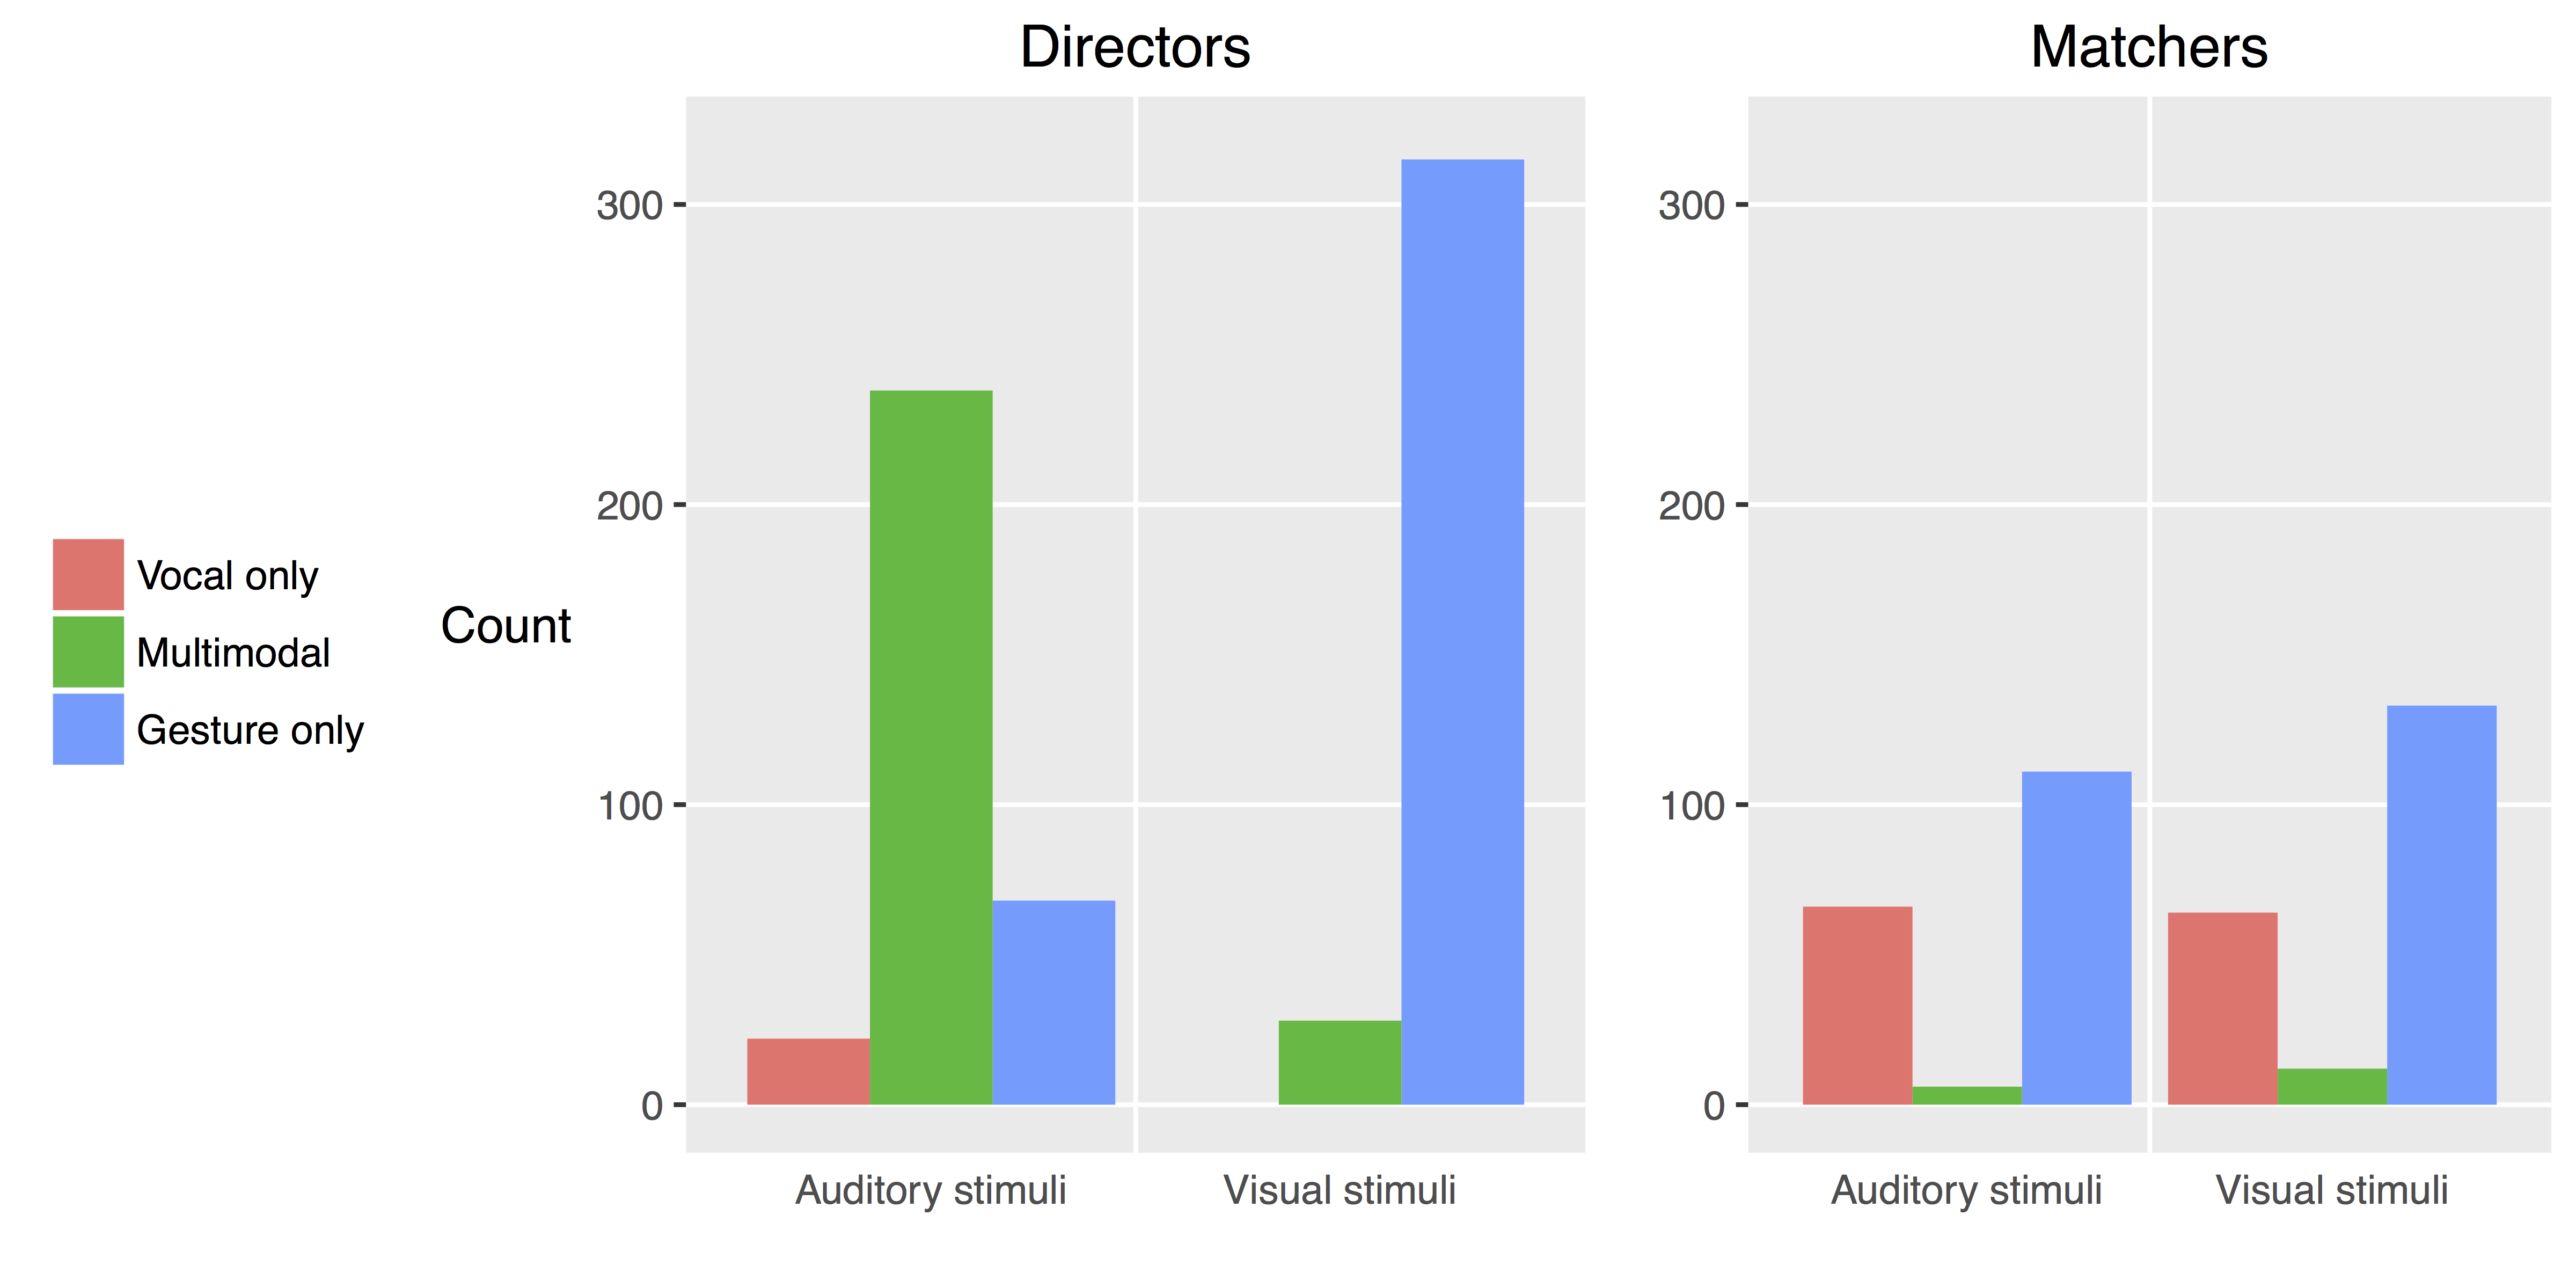 Directors
Matchers
Vocal only
Multimodal
Gesture only
Count
300
200
100
0
Auditory stimuli
Visual stimuli
300
200
100
0
Auditory stimuli
Visual stimuli